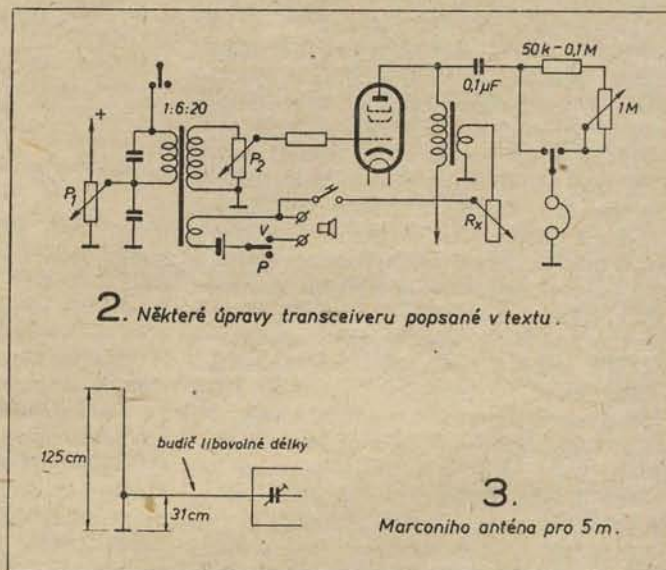 50k-0,1M
0,1µF
1:6:20
1M
+
P₁
P₂
Rₓ
V
P
2. Některé úpravy transceiveru popsané v textu.
125cm
budič libovolné délky
31cm
3.
Marconiho anténa pro 5 m.